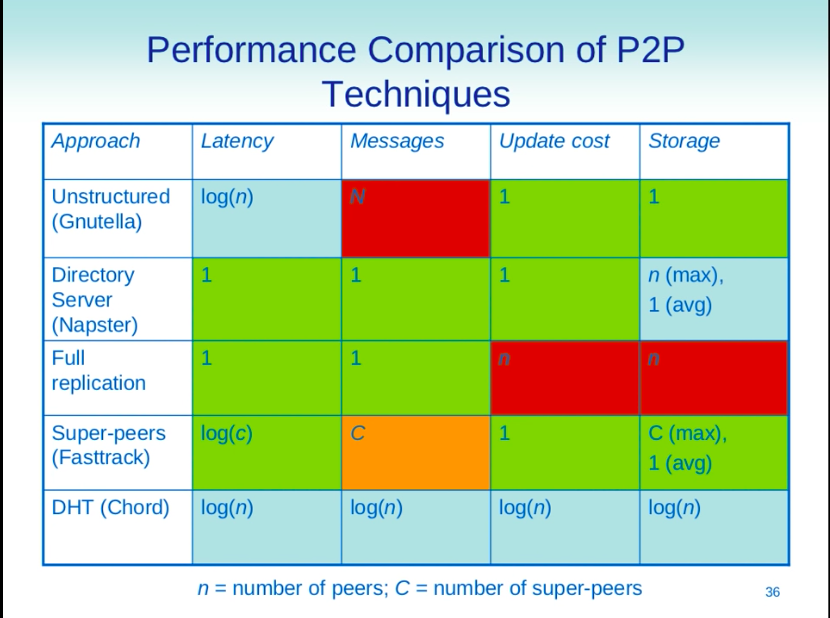 Performance Comparison of P2P
Techniques
Approach Latency Messages Update cost Storage
Unstructured
(Gnutella)
log(n) N 1 1
Directory
Server
(Napster)
1 1 1 n (max),
1 (avg)
Full
replication
1 1 n n
Super-peers
(Fasttrack)
log(c) C 1 C (max),
1 (avg)
DHT (Chord) log(n) log(n) log(n) log(n)
n = number of peers; C = number of super-peers
36